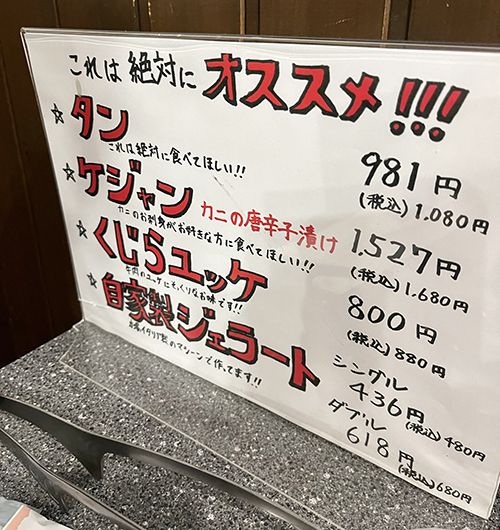 これは絶対にオススメ!!!
☆タン
これは絶対に食べてほしい!!
981円
(税込)1,080円
☆ケジャン カニの唐辛子漬け
カニのお刺身がお好きな方に食べてほしい!!
1,527円
(税込)1,680円
☆くじらユッケ
牛肉のユッケにそっくりなお味です!!
800円
(税込)880円
☆自家製ジェラート
イタリア製のマシーンで作ってます!!
シングル
436円 (税込)480円
ダブル
618円
(税込)680円